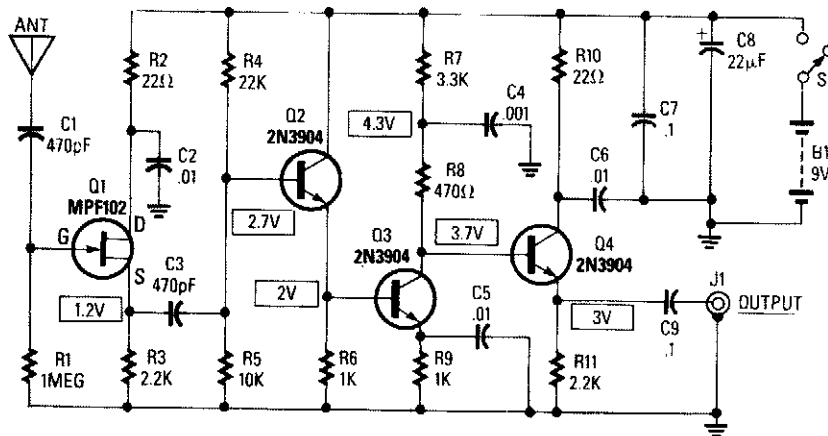 ANT
C1
470pF
R2
22Ω
R4
22K
Q2
2N3904
R7
3.3K
4.3V
C4
.001
R10
22Ω
C7
.1
C8
+
22µF
S1
B1
9V
C2
.01
Q1
MPF102
G
D
S
2.7V
R8
470Ω
C6
.01
3.7V
Q4
2N3904
C3
470pF
1.2V
2V
Q3
2N3904
C5
.01
3V
C9
.1
J1
OUTPUT
R1
1MEG
R3
2.2K
R5
10K
R6
1K
R9
1K
R11
2.2K